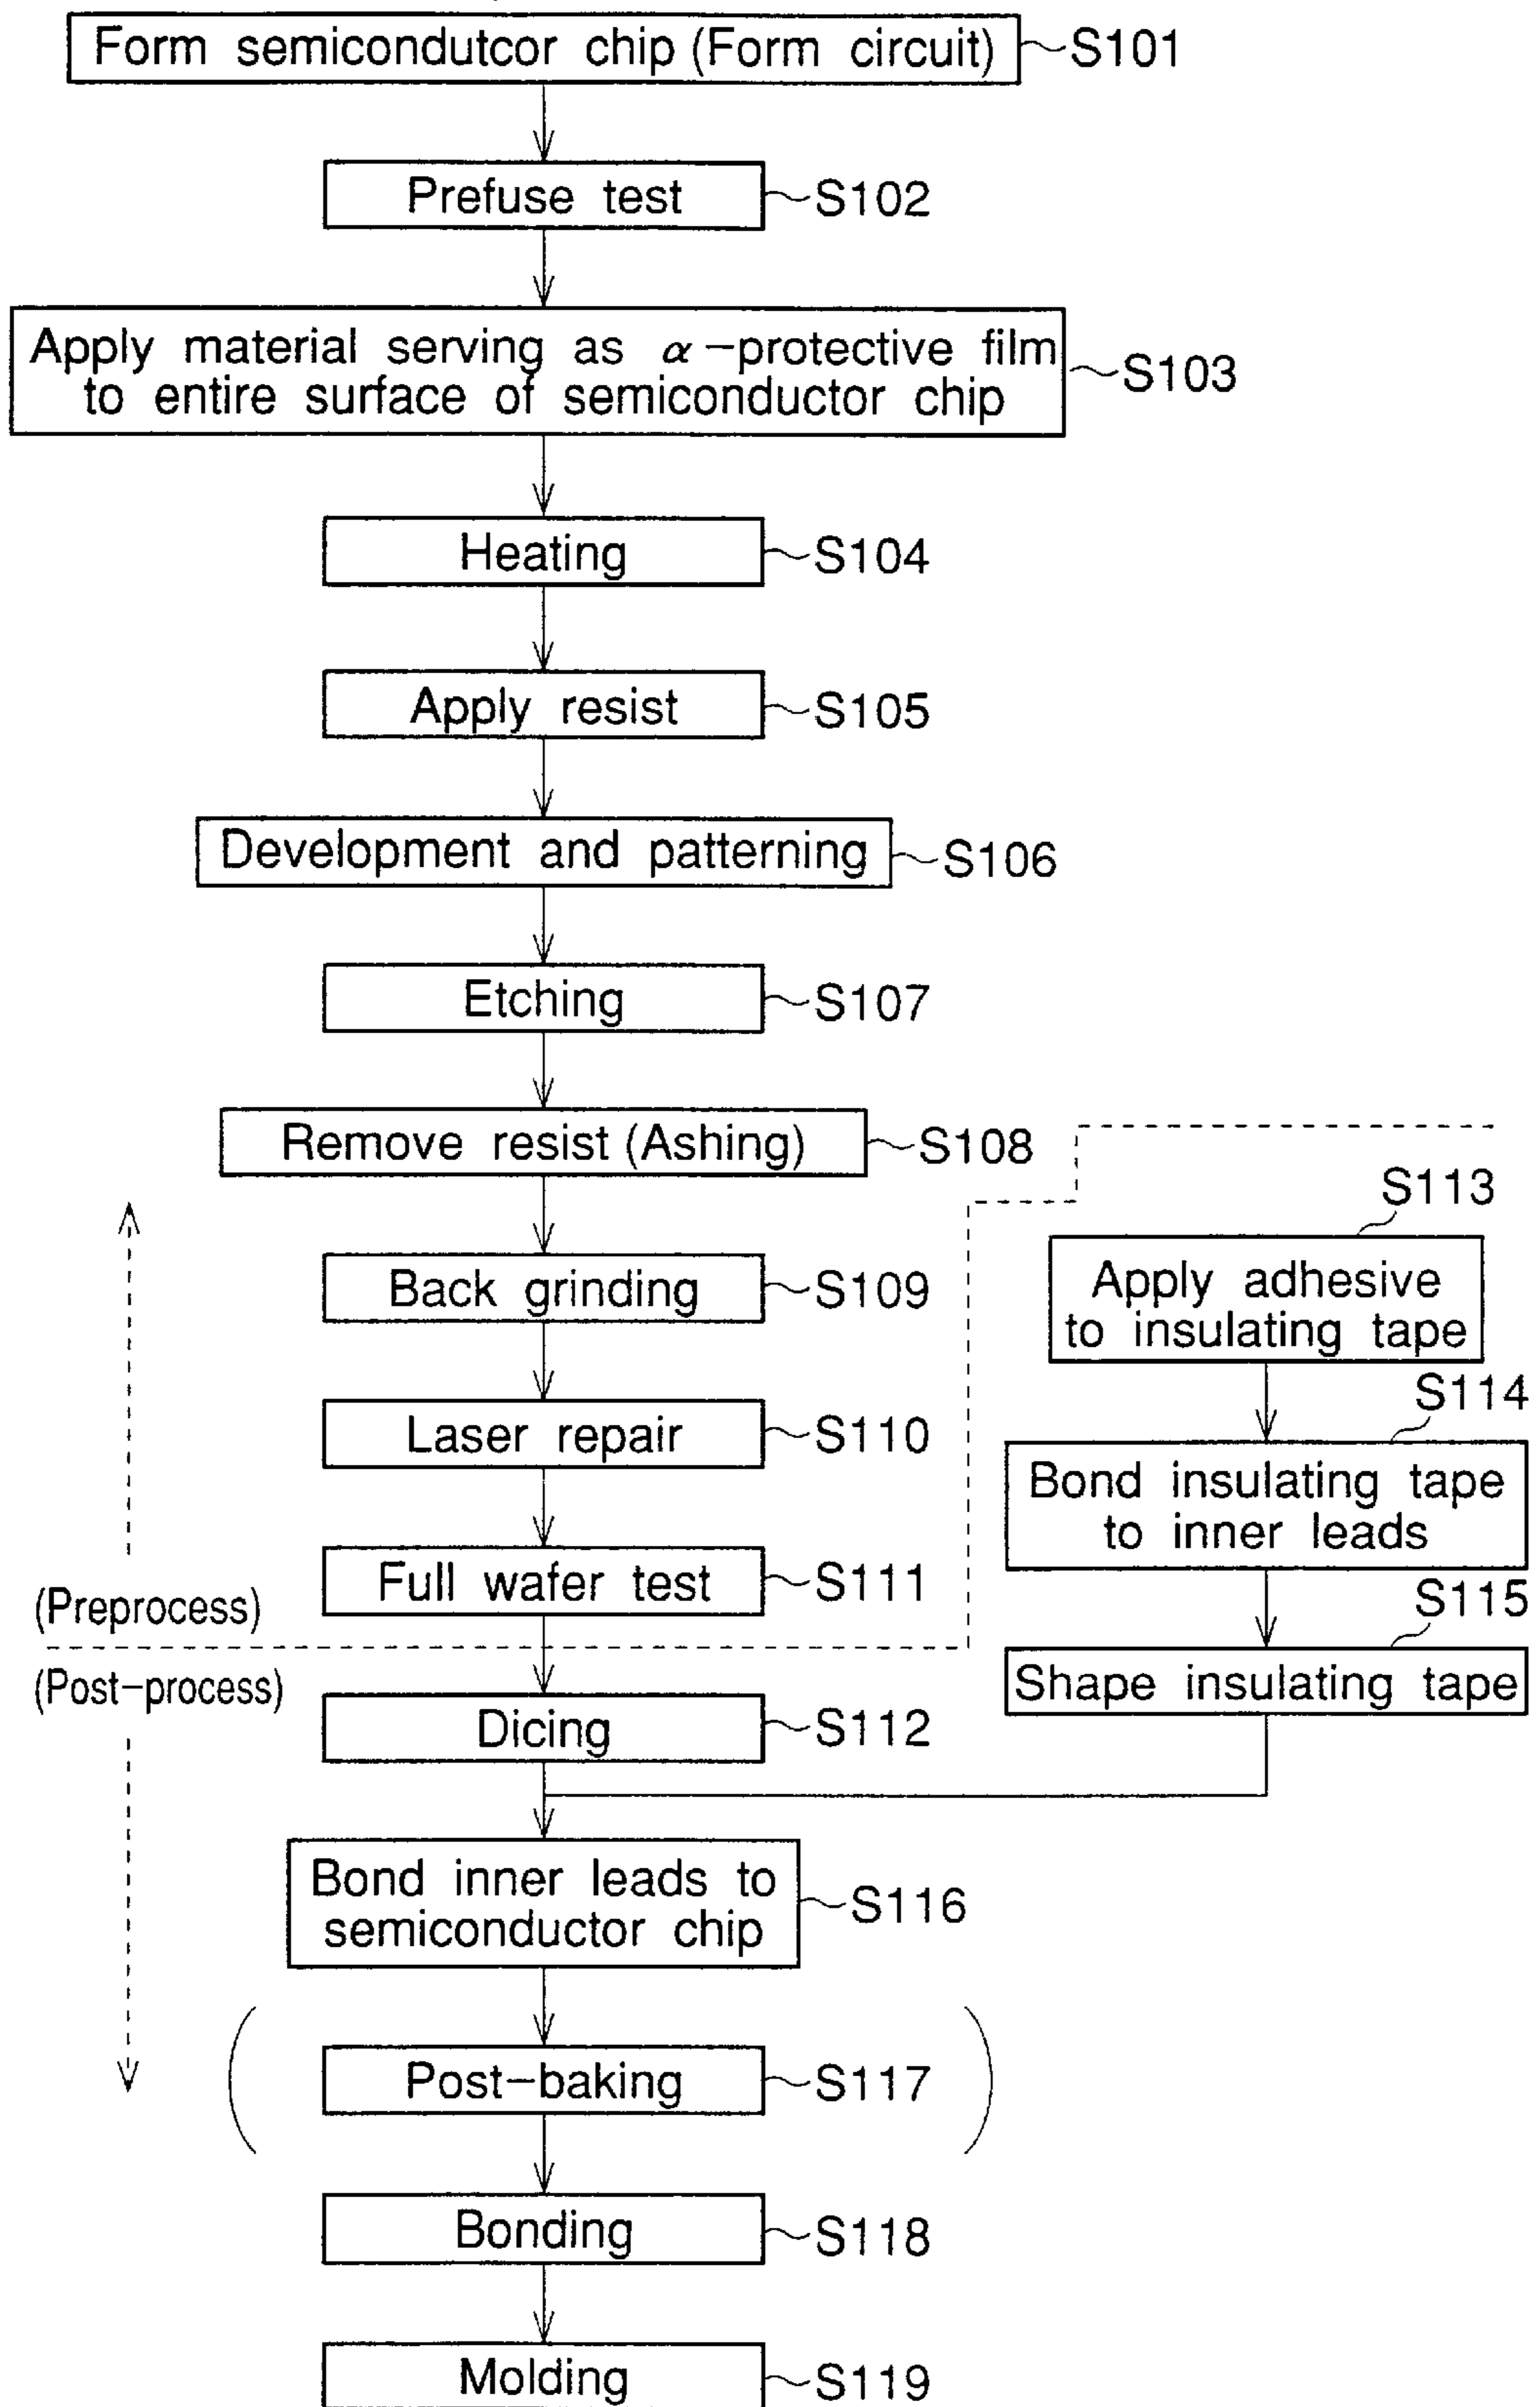 Form semicondutcor chip (Form circuit) S101
Prefuse test S102
Apply material serving as α-protective film
to entire surface of semiconductor chip
S103
Heating S104
Apply resist S105
Development and patterning S106
Etching S107
Remove resist (Ashing) S108
Back grinding S109
Laser repair S110
Full wafer test S111
(Preprocess)
(Post-process)
Dicing S112
S113
Apply adhesive
to insulating tape
S114
Bond insulating tape
to inner leads
S115
Shape insulating tape
Bond inner leads to
semiconductor chip
S116
Post-baking S117
Bonding S118
Molding S119